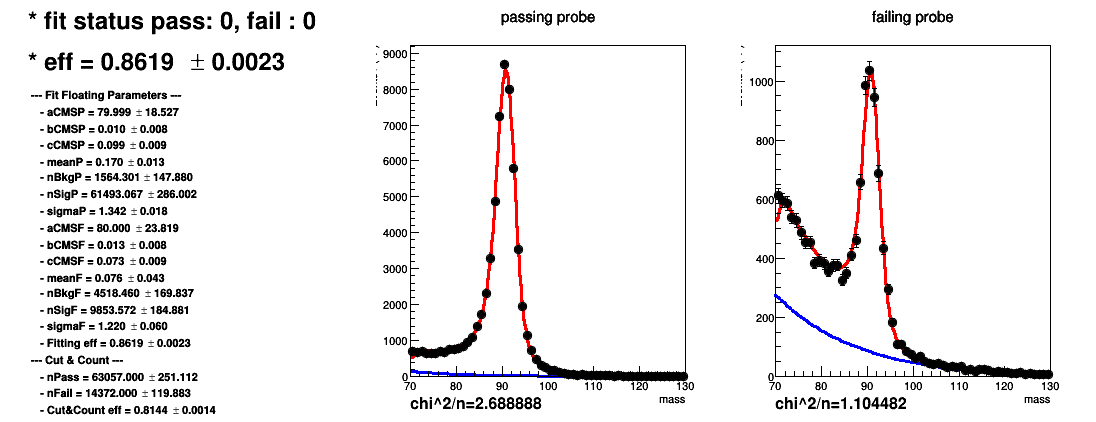 * fit status pass: 0, fail : 0
* eff = 0.8619 ± 0.0023
--- Fit Floating Parameters ---
- aCMSP = 79.999 ± 18.527
- bCMSP = 0.010 ± 0.008
- cCMSP = 0.099 ± 0.009
- meanP = 0.170 ± 0.013
- nBkgP = 1564.301 ± 147.880
- nSigP = 61493.067 ± 286.002
- sigmaP = 1.342 ± 0.018
- aCMSF = 80.000 ± 23.819
- bCMSF = 0.013 ± 0.008
- cCMSF = 0.073 ± 0.009
- meanF = 0.076 ± 0.043
- nBkgF = 4518.460 ± 169.837
- nSigF = 9853.572 ± 184.881
- sigmaF = 1.220 ± 0.060
- Fitting eff = 0.8619 ± 0.0023
--- Cut & Count ---
- nPass = 63057.000 ± 251.112
- nFail = 14372.000 ± 119.883
- Cut&Count eff = 0.8144 ± 0.0014
passing probe
9000
8000
7000
6000
5000
4000
3000
2000
1000
0
70 80 90 100 110 120 130
mass
chi^2/n=2.688888
failing probe
1000
800
600
400
200
0
70 80 90 100 110 120 130
mass
chi^2/n=1.104482